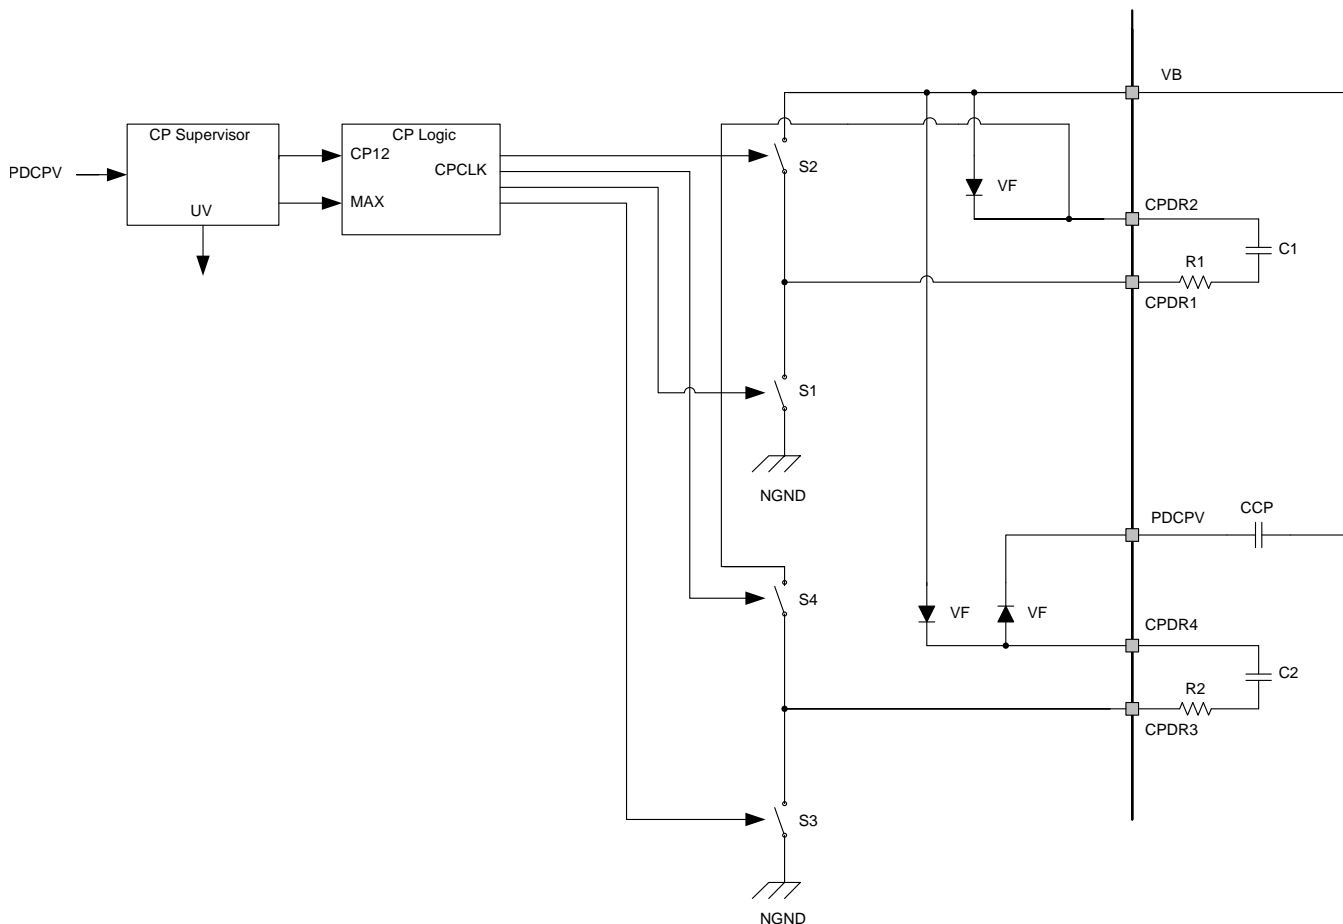 VB
CP Supervisor
CP Logic
CP12
S2
CPCLK
PDCPV
VF
MAX
CPDR2
UV
C1
R1
CPDR1
S1
NGND
CCP
PDCPV
S4
VF
VF
CPDR4
C2
R2
CPDR3
S3
NGND